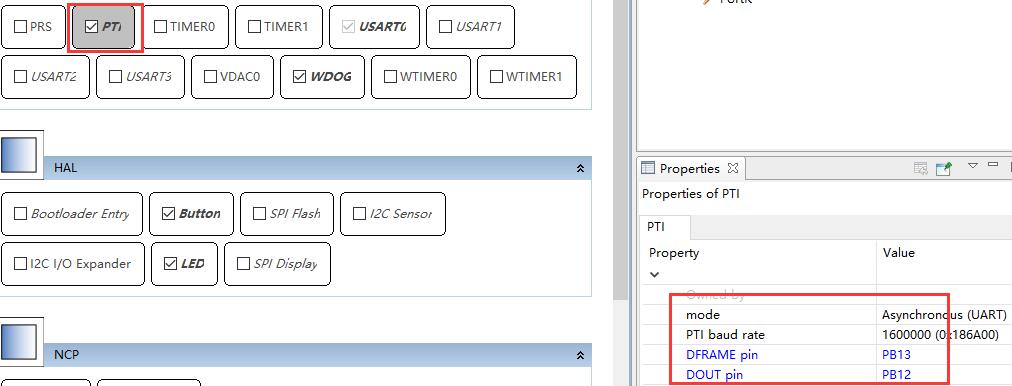 PRS PTI TIMER0 TIMER1 USART0 USART1
USART2 USART3 VDAC0 WDOG WTIMER0 WTIMER1
HAL
Bootloader Entry Button SPI Flash I2C Sensor
I2C I/O Expander LED SPI Display
NCP
Properties
Properties of PTI
PTI
Property Value
Owned by
mode Asynchronous (UART)
PTI baud rate 1600000 (0x186A00)
DFRAME pin PB13
DOUT pin PB12